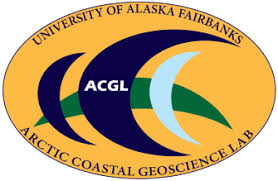 UNIVERSITY OF ALASKA FAIRBANKS
ACGL
ARCTIC COASTAL GEOSCIENCE LAB